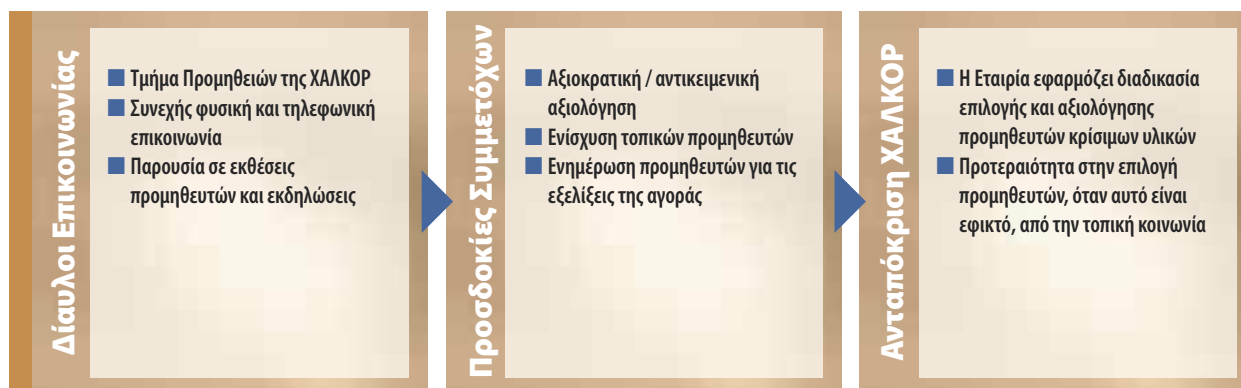 Δίαυλοι Επικοινωνίας
■ Τμήμα Προμηθειών της ΧΑΛΚΟΡ
■ Συνεχής φυσική και τηλεφωνική
επικοινωνία
■ Παρουσία σε εκθέσεις
προμηθευτών και εκδηλώσεις
Προσδοκίες Συμμετόχων
■ Αξιοκρατική / αντικειμενική
αξιολόγηση
■ Ενίσχυση τοπικών προμηθευτών
■ Ενημέρωση προμηθευτών για τις
εξελίξεις της αγοράς
Ανταπόκριση ΧΑΛΚΟΡ
■ Η Εταιρία εφαρμόζει διαδικασία
επιλογής και αξιολόγησης
προμηθευτών κρίσιμων υλικών
■ Προτεραιότητα στην επιλογή
προμηθευτών, όταν αυτό είναι
εφικτό, από την τοπική κοινωνία